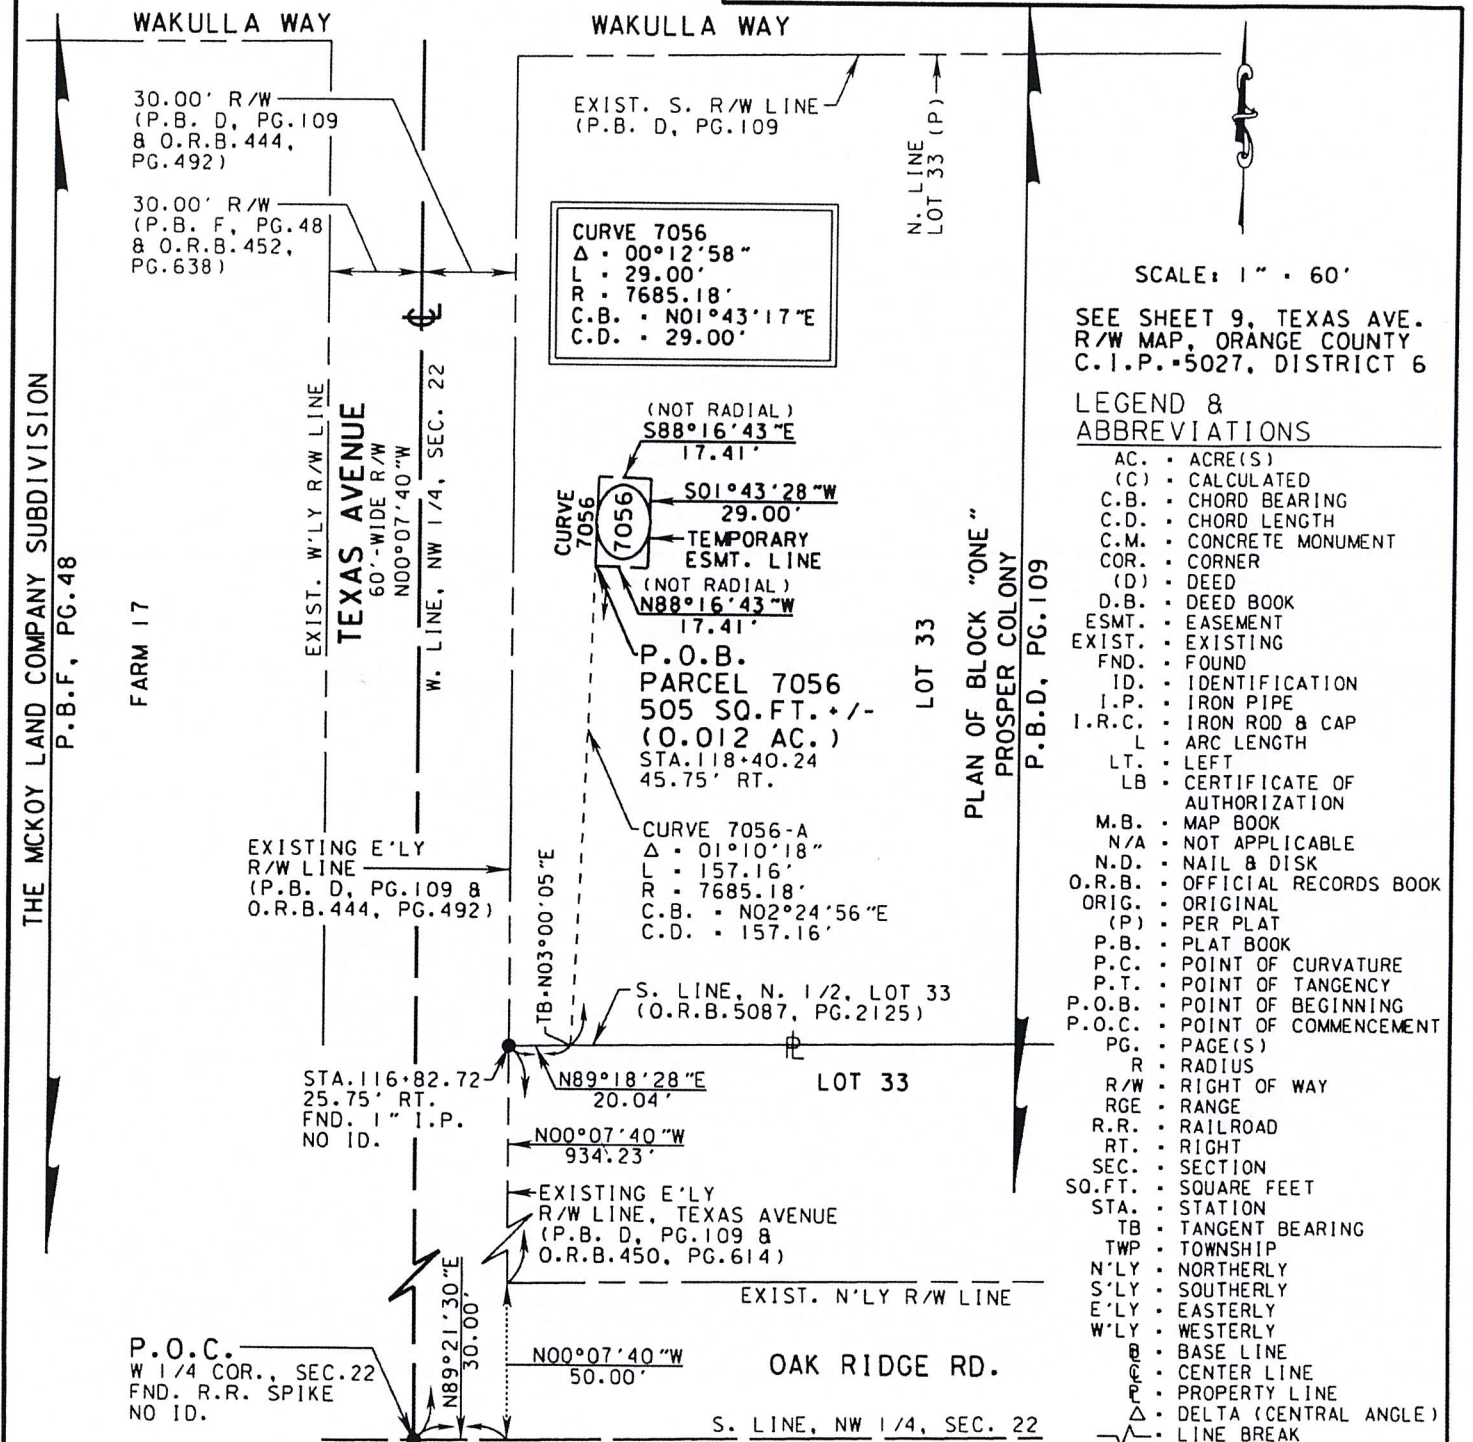 WAKULLA WAY
WAKULLA WAY
30.00' R/W
(P.B. D, PG.109
& O.R.B.444,
PG.492)
30.00' R/W
(P.B. F, PG.48
& O.R.B.452,
PG.638)
EXIST. S. R/W LINE
(P.B. D, PG.109
N. LINE
LOT 33 (P)
CURVE 7056
Δ = 00°12'58"
L = 29.00'
R = 7685.18'
C.B. = N01°43'17"E
C.D. = 29.00'
SCALE: 1" = 60'
SEE SHEET 9, TEXAS AVE.
R/W MAP, ORANGE COUNTY
C.I.P.=5027, DISTRICT 6
THE MCKOY LAND COMPANY SUBDIVISION
P.B.F, PG.48
FARM 17
EXIST. W'LY R/W LINE
TEXAS AVENUE
60'-WIDE R/W
N00°07'40"W
W. LINE, NW 1/4, SEC. 22
(NOT RADIAL)
S88°16'43"E
17.41'
CURVE
7056
7056
S01°43'28"W
29.00'
TEMPORARY
ESMT. LINE
(NOT RADIAL)
N88°16'43"W
17.41'
P.O.B.
PARCEL 7056
505 SQ.FT.+/-
(0.012 AC.)
STA.118+40.24
45.75' RT.
LOT 33
PLAN OF BLOCK "ONE"
PROSPER COLONY
P.B.D, PG.109
EXISTING E'LY
R/W LINE
(P.B. D, PG.109 &
O.R.B.444, PG.492)
CURVE 7056-A
Δ = 01°10'18"
L = 157.16'
R = 7685.18'
C.B. = N02°24'56"E
C.D. = 157.16'
TB=N03°00'05"E
S. LINE, N. 1/2, LOT 33
(O.R.B.5087, PG.2125)
STA.116+82.72
25.75' RT.
FND. 1" I.P.
NO ID.
N89°18'28"E
20.04'
LOT 33
N00°07'40"W
934.23'
EXISTING E'LY
R/W LINE, TEXAS AVENUE
(P.B. D, PG.109 &
O.R.B.450, PG.614)
EXIST. N'LY R/W LINE
P.O.C.
W 1/4 COR., SEC.22
FND. R.R. SPIKE
NO ID.
N89°21'30"E
30.00'
N00°07'40"W
50.00'
OAK RIDGE RD.
S. LINE, NW 1/4, SEC. 22
LEGEND &
ABBREVIATIONS
AC. = ACRE(S)
(C) = CALCULATED
C.B. = CHORD BEARING
C.D. = CHORD LENGTH
C.M. = CONCRETE MONUMENT
COR. = CORNER
(D) = DEED
D.B. = DEED BOOK
ESMT. = EASEMENT
EXIST. = EXISTING
FND. = FOUND
ID. = IDENTIFICATION
I.P. = IRON PIPE
I.R.C. = IRON ROD & CAP
L = ARC LENGTH
LT. = LEFT
LB = CERTIFICATE OF
AUTHORIZATION
M.B. = MAP BOOK
N/A = NOT APPLICABLE
N.D. = NAIL & DISK
O.R.B. = OFFICIAL RECORDS BOOK
ORIG. = ORIGINAL
(P) = PER PLAT
P.B. = PLAT BOOK
P.C. = POINT OF CURVATURE
P.T. = POINT OF TANGENCY
P.O.B. = POINT OF BEGINNING
P.O.C. = POINT OF COMMENCEMENT
PG. = PAGE(S)
R = RADIUS
R/W = RIGHT OF WAY
RGE = RANGE
R.R. = RAILROAD
RT. = RIGHT
SEC. = SECTION
SQ.FT. = SQUARE FEET
STA. = STATION
TB = TANGENT BEARING
TWP = TOWNSHIP
N'LY = NORTHERLY
S'LY = SOUTHERLY
E'LY = EASTERLY
W'LY = WESTERLY
= BASE LINE
℄ = CENTER LINE
= PROPERTY LINE
Δ = DELTA (CENTRAL ANGLE)
= LINE BREAK